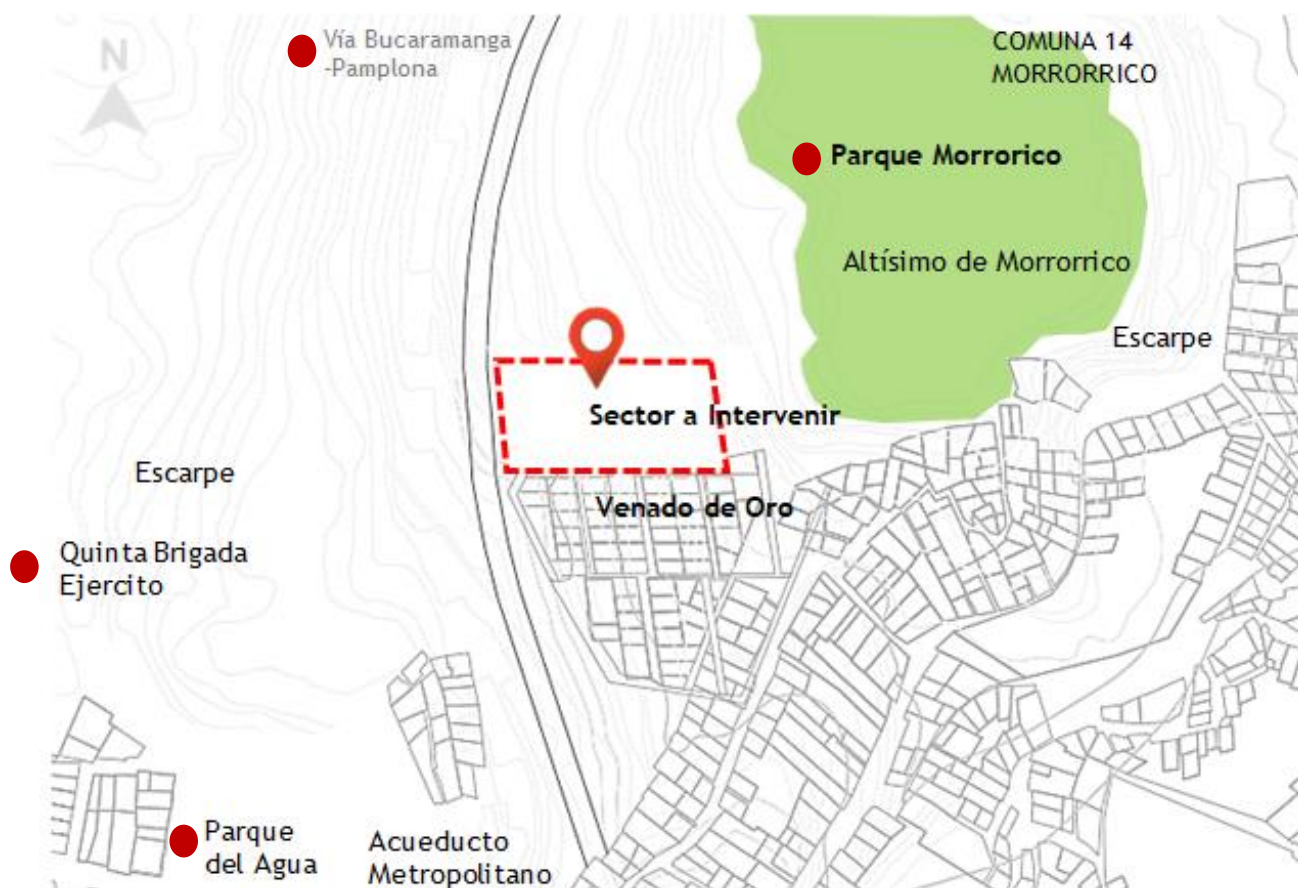 N
Vía Bucaramanga
-Pamplona
COMUNA 14
MORRORRICO
Parque Morrorico
Altísimo de Morrorrico
Escarpe
Sector a Intervenir
Escarpe
Venado de Oro
Quinta Brigada
Ejercito
Parque
del Agua
Acueducto
Metropolitano